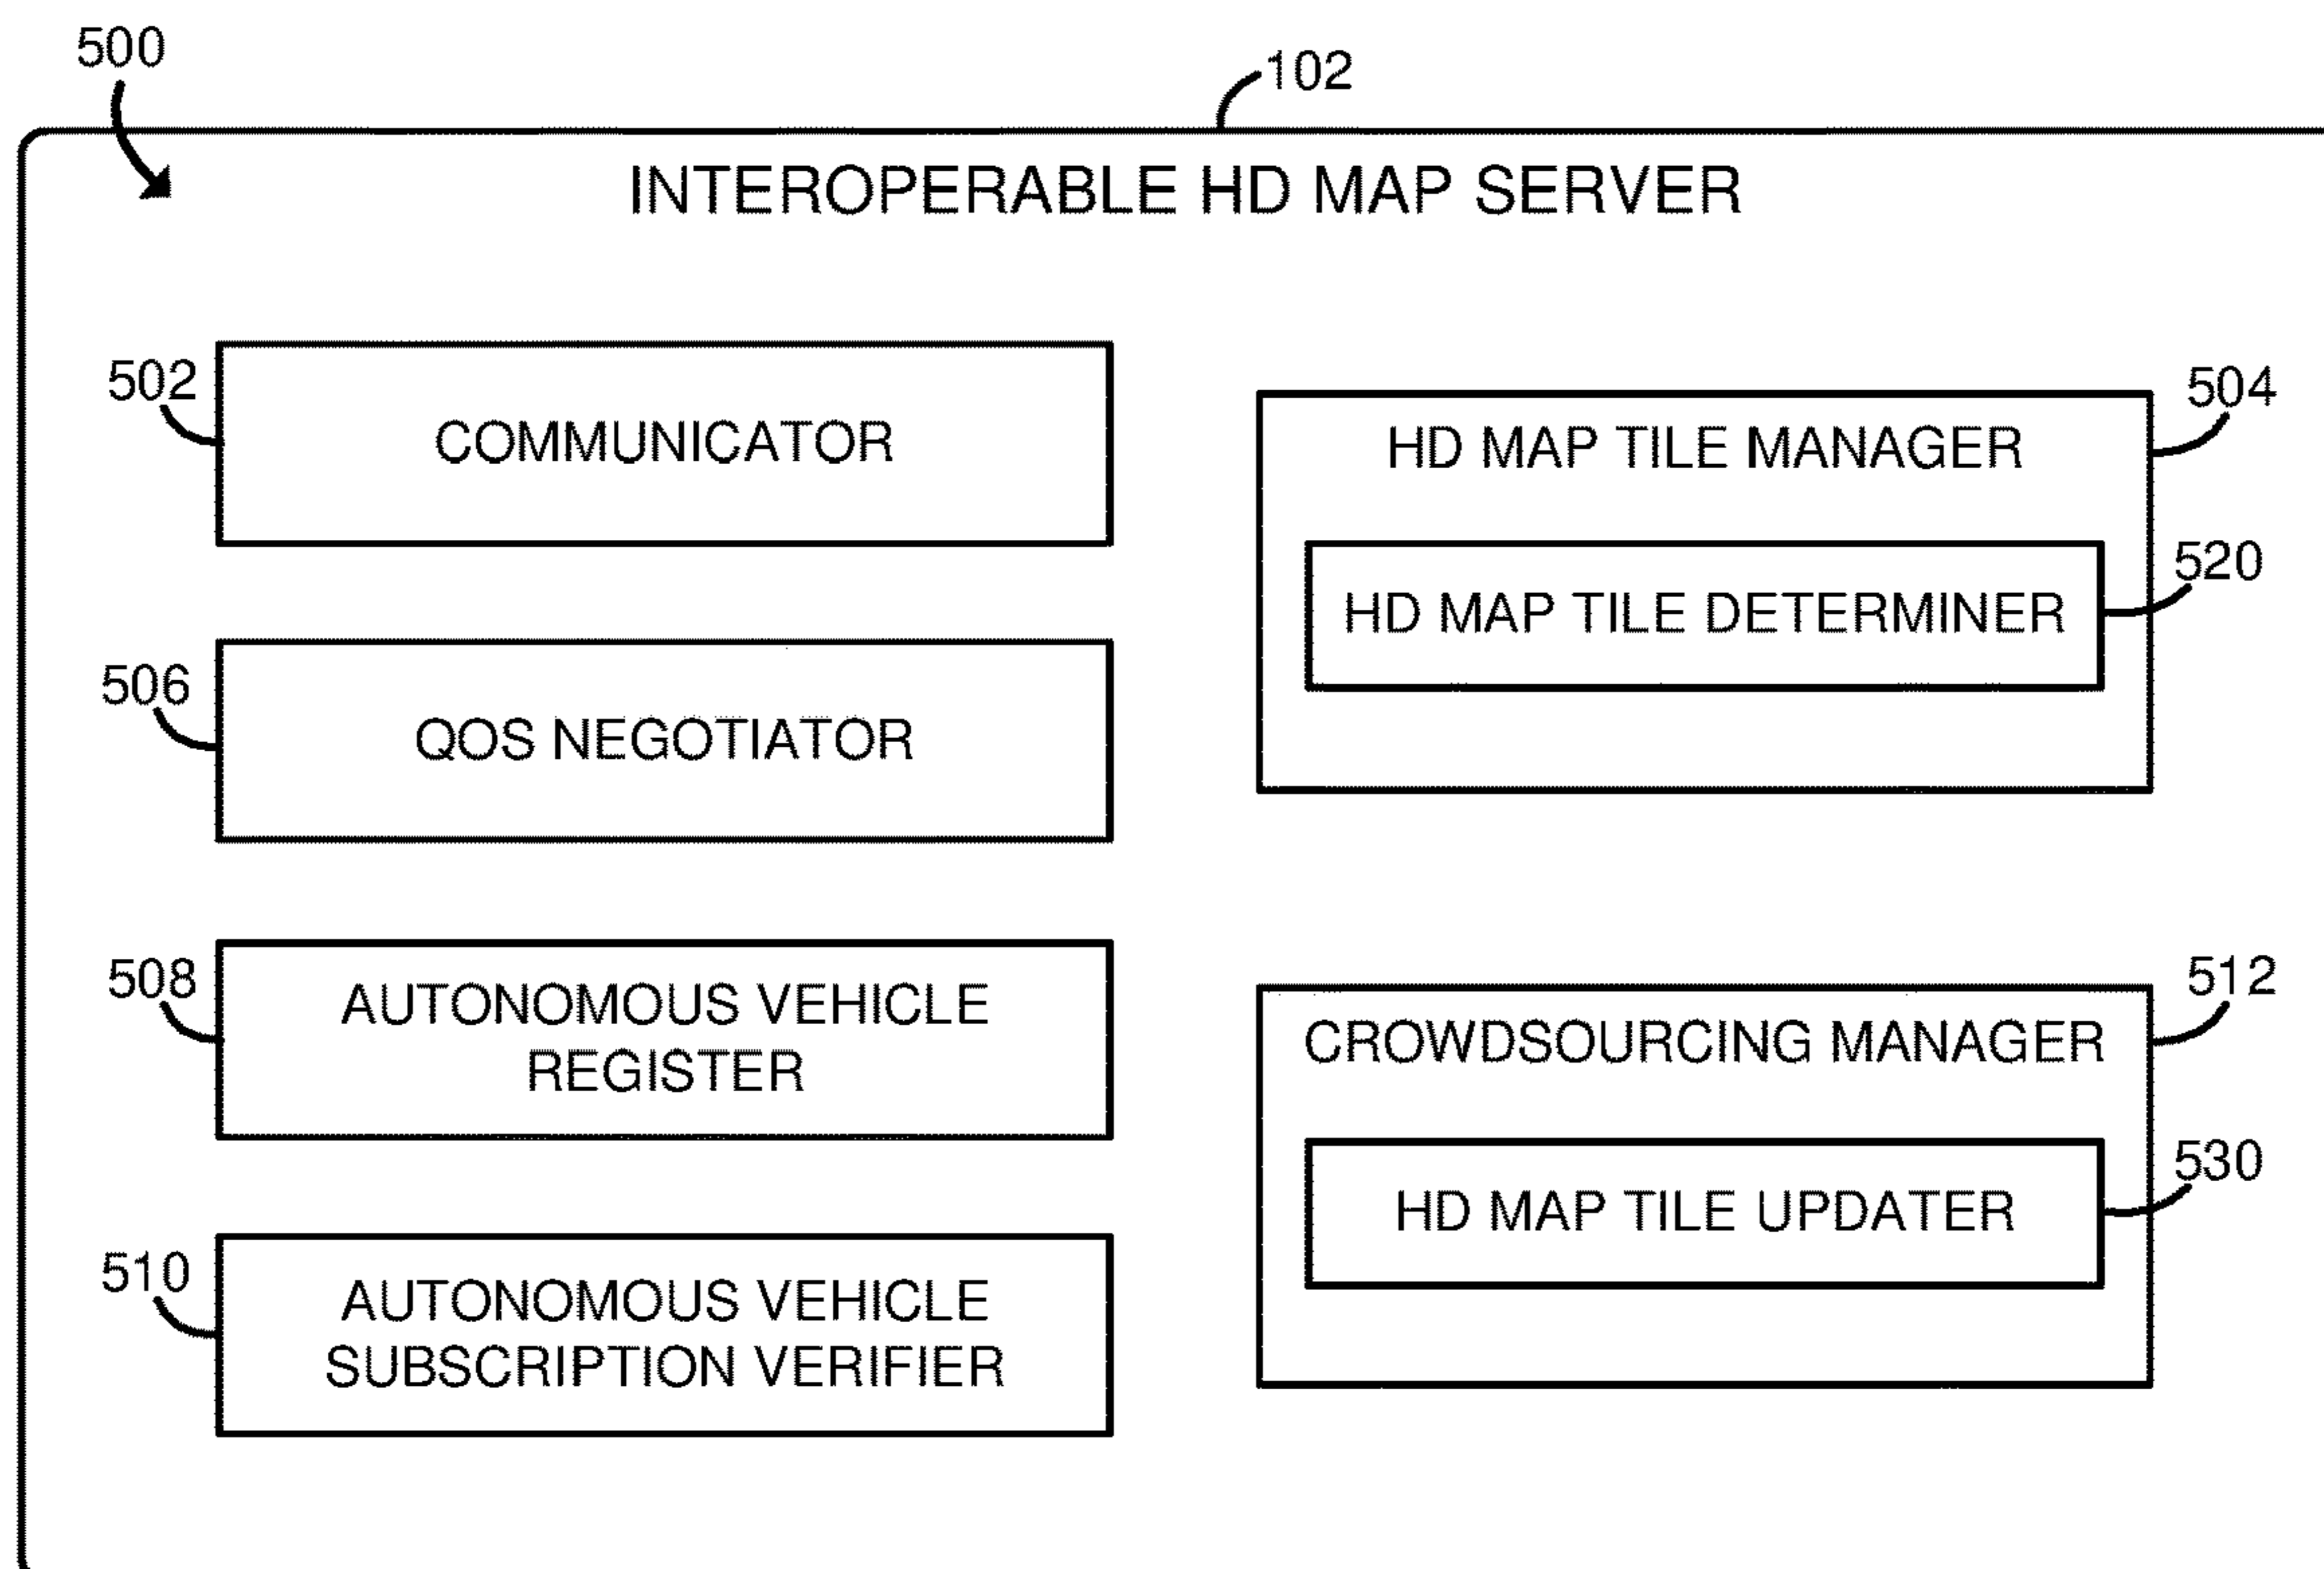 500
102
INTEROPERABLE HD MAP SERVER
502
COMMUNICATOR
504
HD MAP TILE MANAGER
520
HD MAP TILE DETERMINER
506
QOS NEGOTIATOR
508
AUTONOMOUS VEHICLE
REGISTER
512
CROWDSOURCING MANAGER
530
HD MAP TILE UPDATER
510
AUTONOMOUS VEHICLE
SUBSCRIPTION VERIFIER